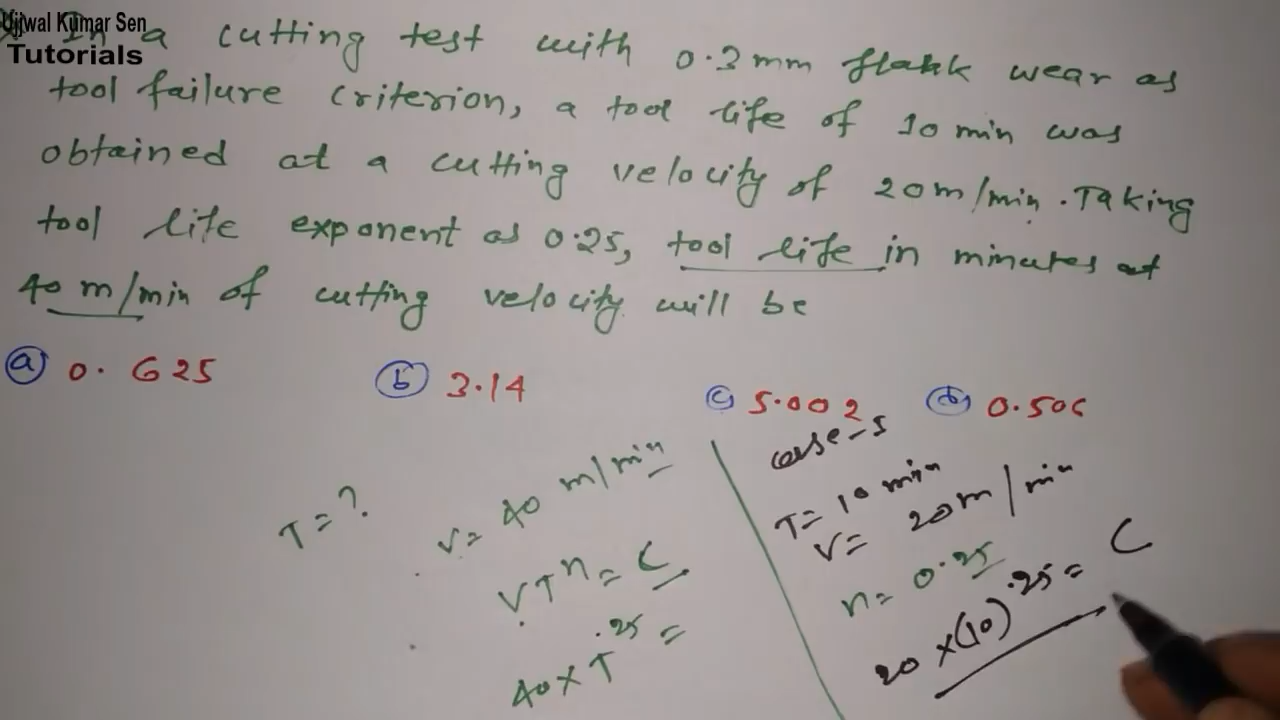 Ujjwal Kumar Sen
Tutorials
In a cutting test with 0.3mm flank wear as
tool failure criterion, a tool life of 10 min was
obtained at a cutting velocity of 20m/min. Taking
tool life exponent as 0.25, tool life in minutes at
40 m/min of cutting velocity will be
a 0.625
b 3.14
c 5.002
0.506
T=?
V= 40 m/min
VTⁿ= C
40×T^.25 =
case-1
T= 10 min
V= 20m/min
n= 0.25
20 ×(10)^.25 = C